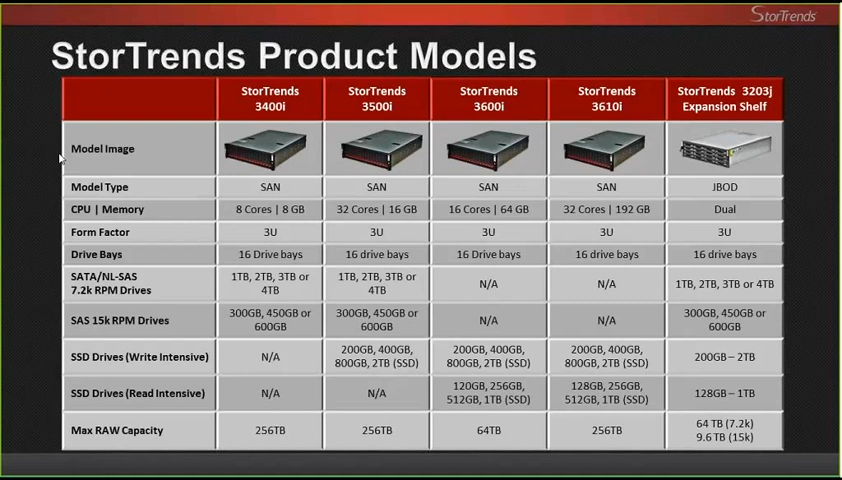 StorTrends
StorTrends Product Models
StorTrends 3400i
StorTrends 3500i
StorTrends 3600i
StorTrends 3610i
StorTrends 3203j Expansion Shelf
Model Image
Model Type SAN SAN SAN SAN JBOD
CPU | Memory 8 Cores | 8 GB 32 Cores | 16 GB 16 Cores | 64 GB 32 Cores | 192 GB Dual
Form Factor 3U 3U 3U 3U 3U
Drive Bays 16 Drive bays 16 drive bays 16 Drive bays 16 drive bays 16 drive bays
SATA/NL-SAS 7.2k RPM Drives 1TB, 2TB, 3TB or 4TB 1TB, 2TB, 3TB or 4TB N/A N/A 1TB, 2TB, 3TB or 4TB
SAS 15k RPM Drives 300GB, 450GB or 600GB 300GB, 450GB or 600GB N/A N/A 300GB, 450GB or 600GB
SSD Drives (Write Intensive) N/A 200GB, 400GB, 800GB, 2TB (SSD) 200GB, 400GB, 800GB, 2TB (SSD) 200GB, 400GB, 800GB, 2TB (SSD) 200GB – 2TB
SSD Drives (Read Intensive) N/A N/A 120GB, 256GB, 512GB, 1TB (SSD) 128GB, 256GB, 512GB, 1TB (SSD) 128GB – 1TB
Max RAW Capacity 256TB 256TB 64TB 256TB 64 TB (7.2k) 9.6 TB (15k)